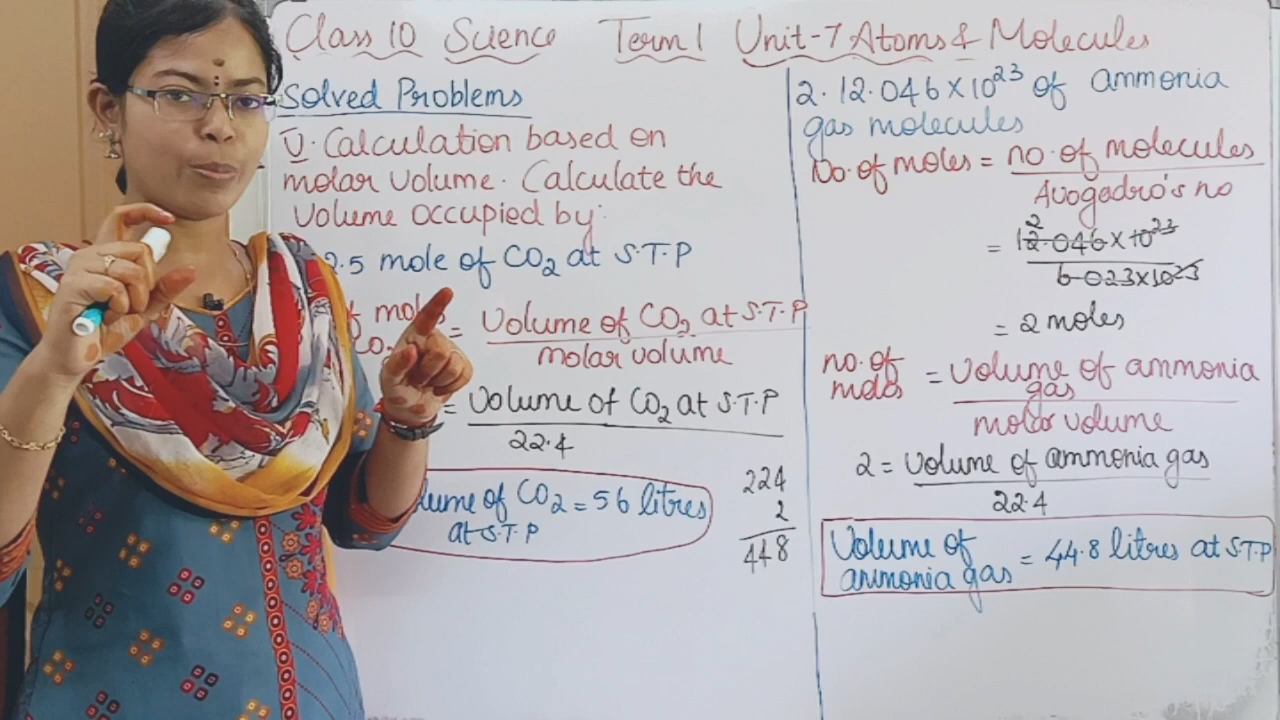 Class 10 Science Term 1 Unit-7 Atoms & Molecules
Solved Problems
V. Calculation based on
molar volume. Calculate the
volume occupied by:
2.5 mole of CO2 at S.T.P
= Volume of CO2 at S.T.P
molar volume
= Volume of CO2 at S.T.P
22.4
CO2 = 56 litres
at S.T.P
224
2
448
2. 12.046 x 10^23 of ammonia
gas molecules
No. of moles = no. of molecules
Avogadro's no
= 12.046 x 10^23
2
6.023x10^23
= 2 moles
no. of
moles
= Volume of ammonia
gas
molar volume
2 = volume of ammonia gas
22.4
Volume of
ammonia gas
= 44.8 litres at S.T.P